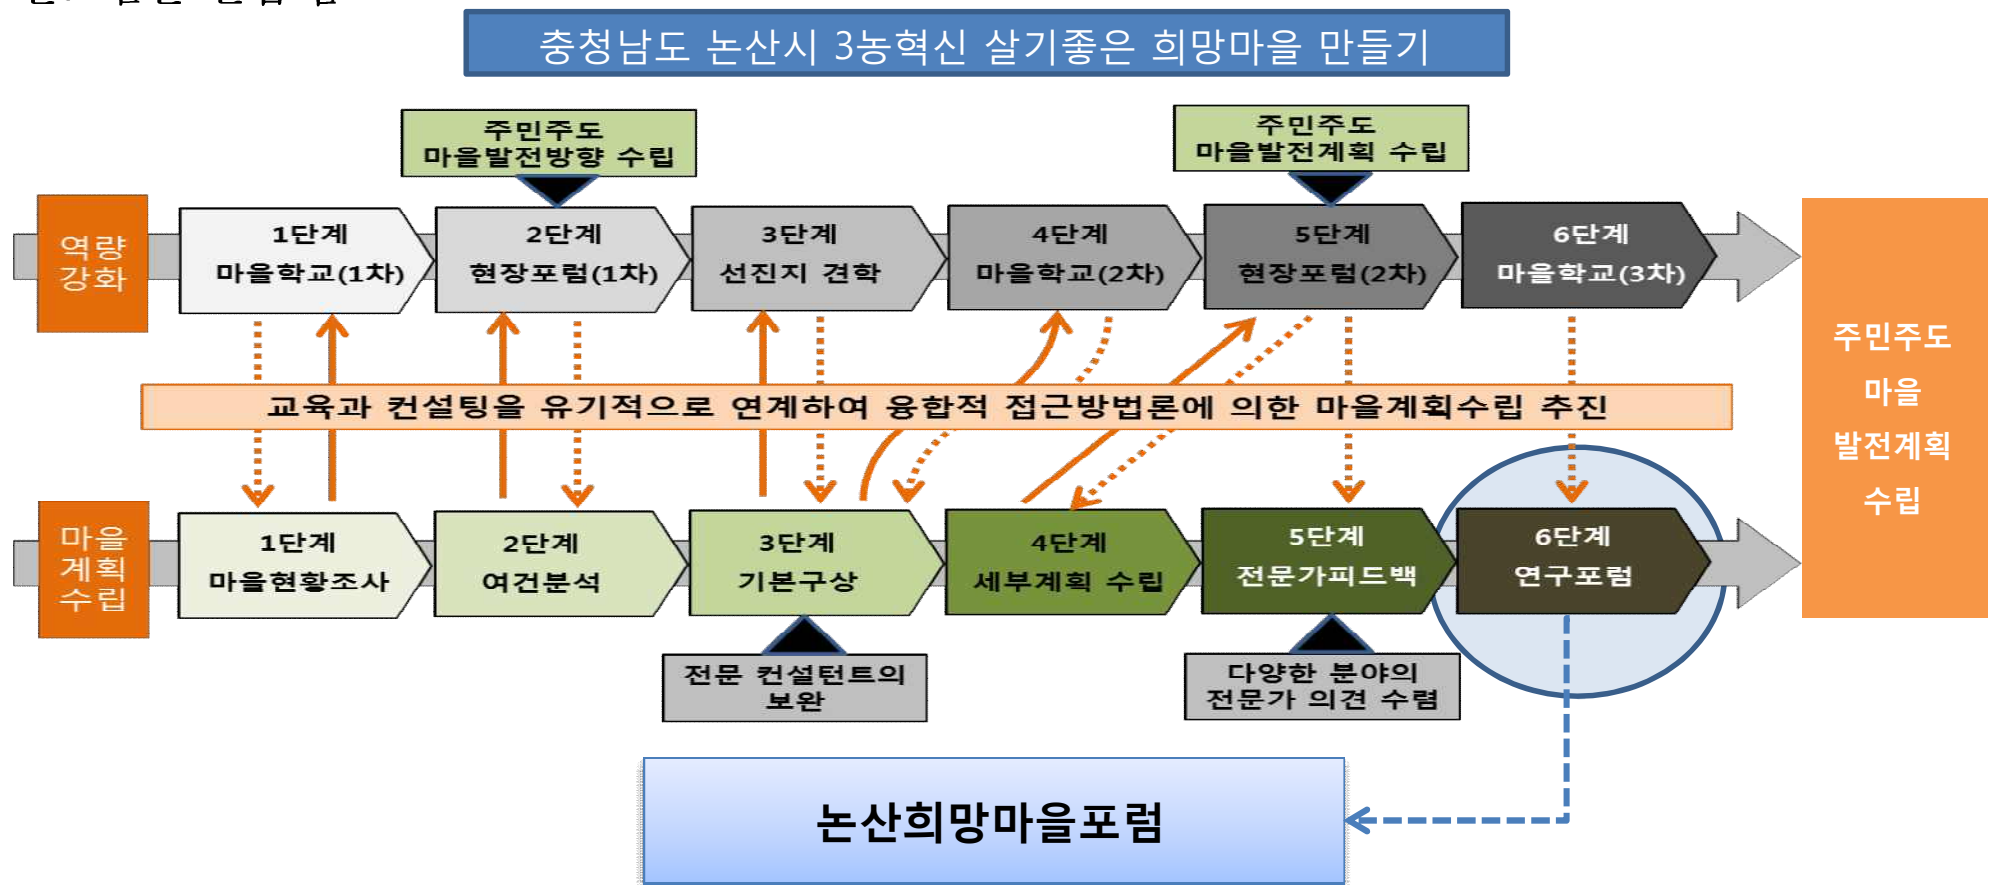 충청남도 논산시 3농혁신 살기좋은 희망마을 만들기
주민주도
마을발전방향 수립
주민주도
마을발전계획 수립
역량
강화
1단계
마을학교(1차)
2단계
현장포럼(1차)
3단계
선진지 견학
4단계
마을학교(2차)
5단계
현장포럼(2차)
6단계
마을학교(3차)
주민주도
마을
발전계획
수립
교육과 컨설팅을 유기적으로 연계하여 융합적 접근방법론에 의한 마을계획수립 추진
마을
계획
수립
1단계
마을현황조사
2단계
여건분석
3단계
기본구상
4단계
세부계획 수립
5단계
전문가피드백
6단계
연구포럼
전문 컨설턴트의
보완
다양한 분야의
전문가 의견 수렴
논산희망마을포럼